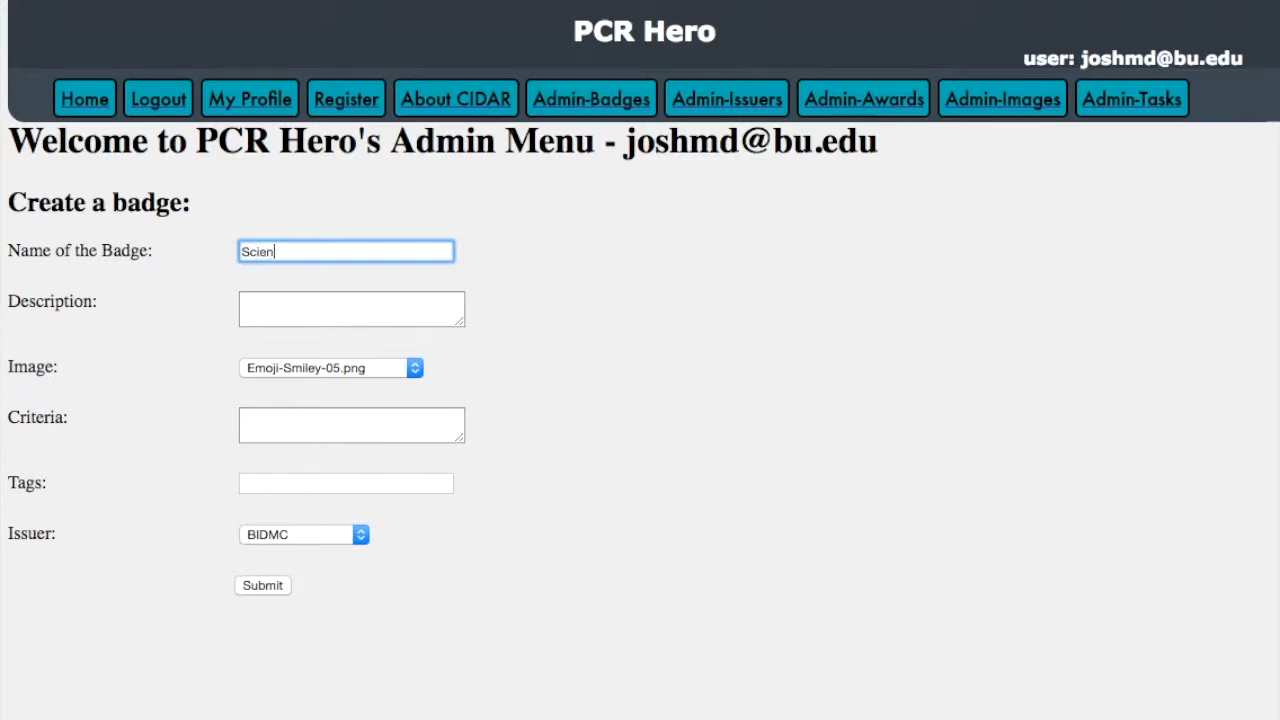 PCR Hero
user: joshmd@bu.edu
Home Logout My Profile Register About CIDAR Admin-Badges Admin-Issuers Admin-Awards Admin-Images Admin-Tasks
Welcome to PCR Hero's Admin Menu - joshmd@bu.edu
Create a badge:
Name of the Badge: Scien
Description:
Image: Emoji-Smiley-05.png
Criteria:
Tags:
Issuer: BIDMC
Submit